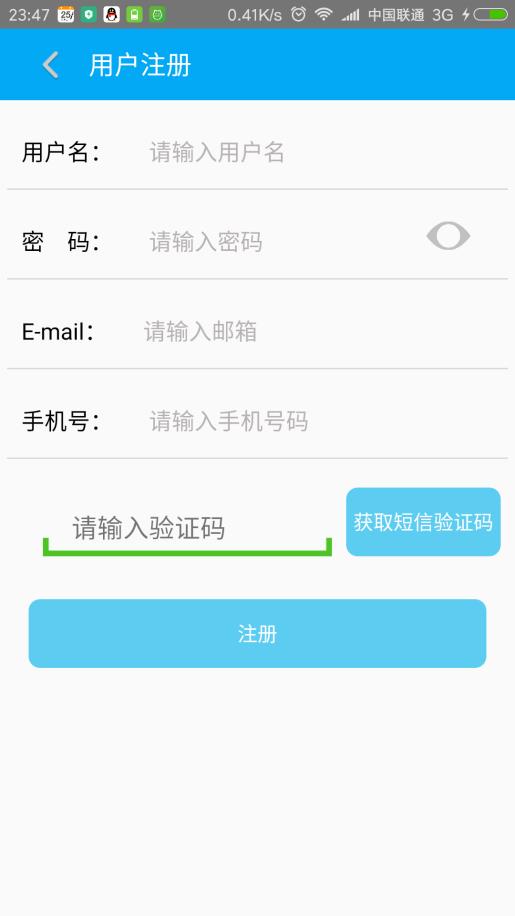 23:47 25 0.41K/s 中国联通 3G
用户注册
用户名： 请输入用户名
密 码： 请输入密码
E-mail： 请输入邮箱
手机号： 请输入手机号码
请输入验证码 获取短信验证码
注册